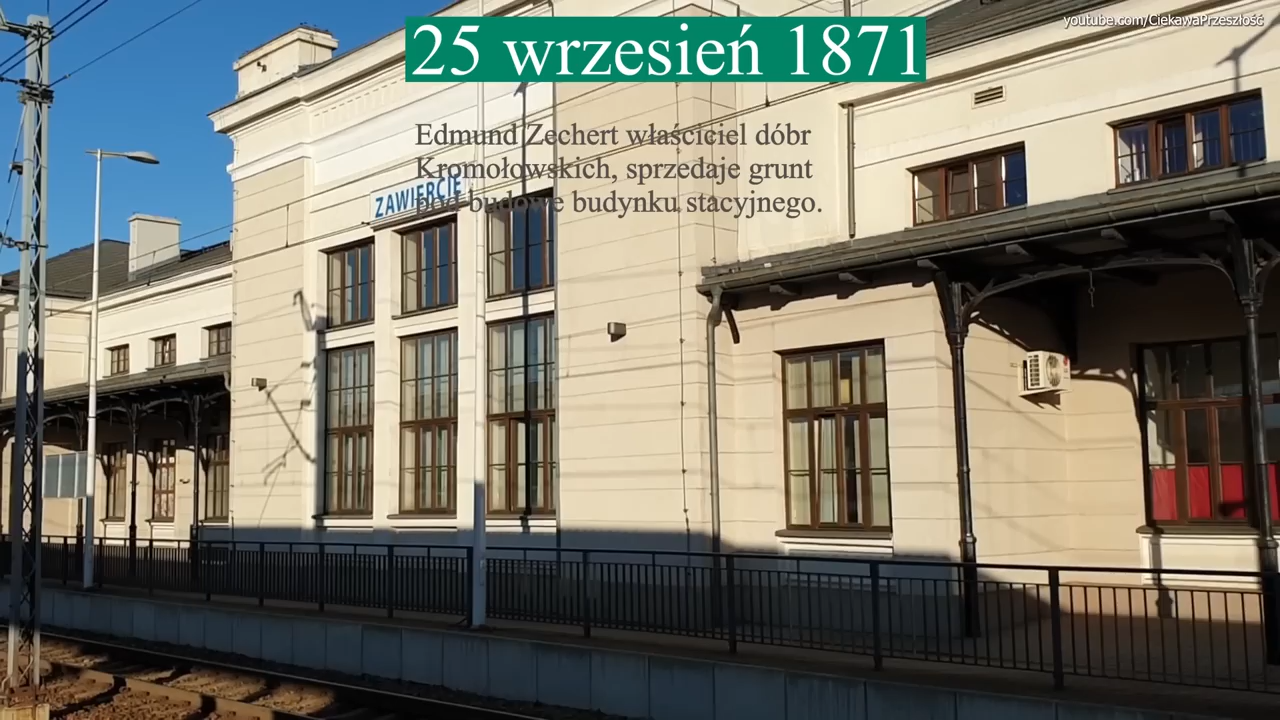 youtube.com/CiekawaPrzeszłość
25 wrzesień 1871
Edmund Zechert właściciel dóbr
Kromołowskich, sprzedaje grunt
pod budowę budynku stacyjnego.
ZAWIERCIE